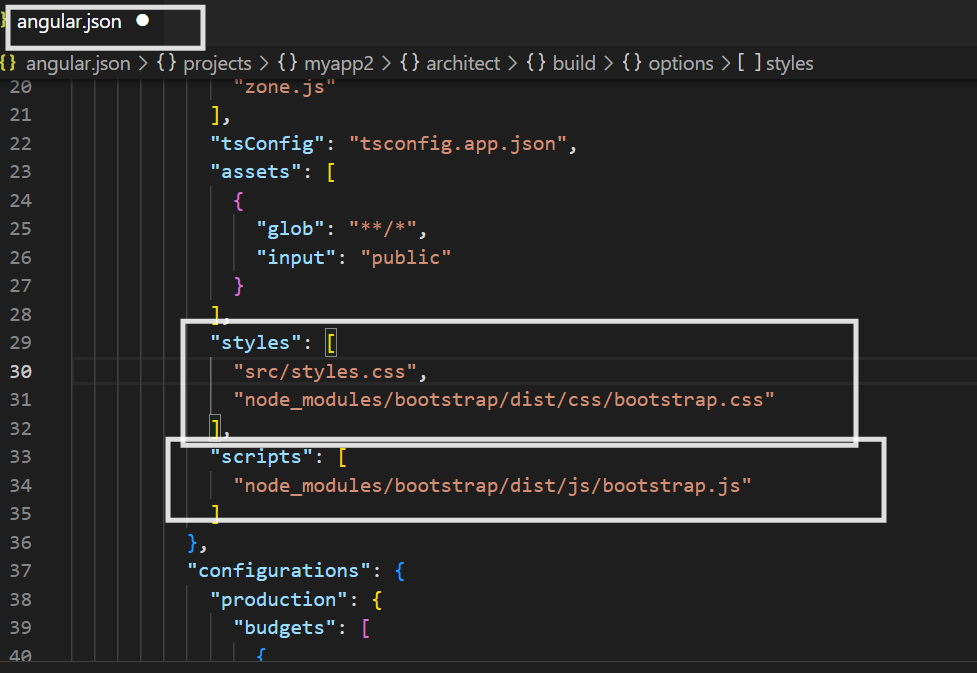 angular.json
{} angular.json > {} projects > {} myapp2 > {} architect > {} build > {} options > [ ] styles
20 "zone.js"
21 ],
22 "tsConfig": "tsconfig.app.json",
23 "assets": [
24 {
25 "glob": "**/*",
26 "input": "public"
27 }
28 ],
29 "styles": [
30 "src/styles.css",
31 "node_modules/bootstrap/dist/css/bootstrap.css"
32 ],
33 "scripts": [
34 "node_modules/bootstrap/dist/js/bootstrap.js"
35 ]
36 },
37 "configurations": {
38 "production": {
39 "budgets": [
40 {